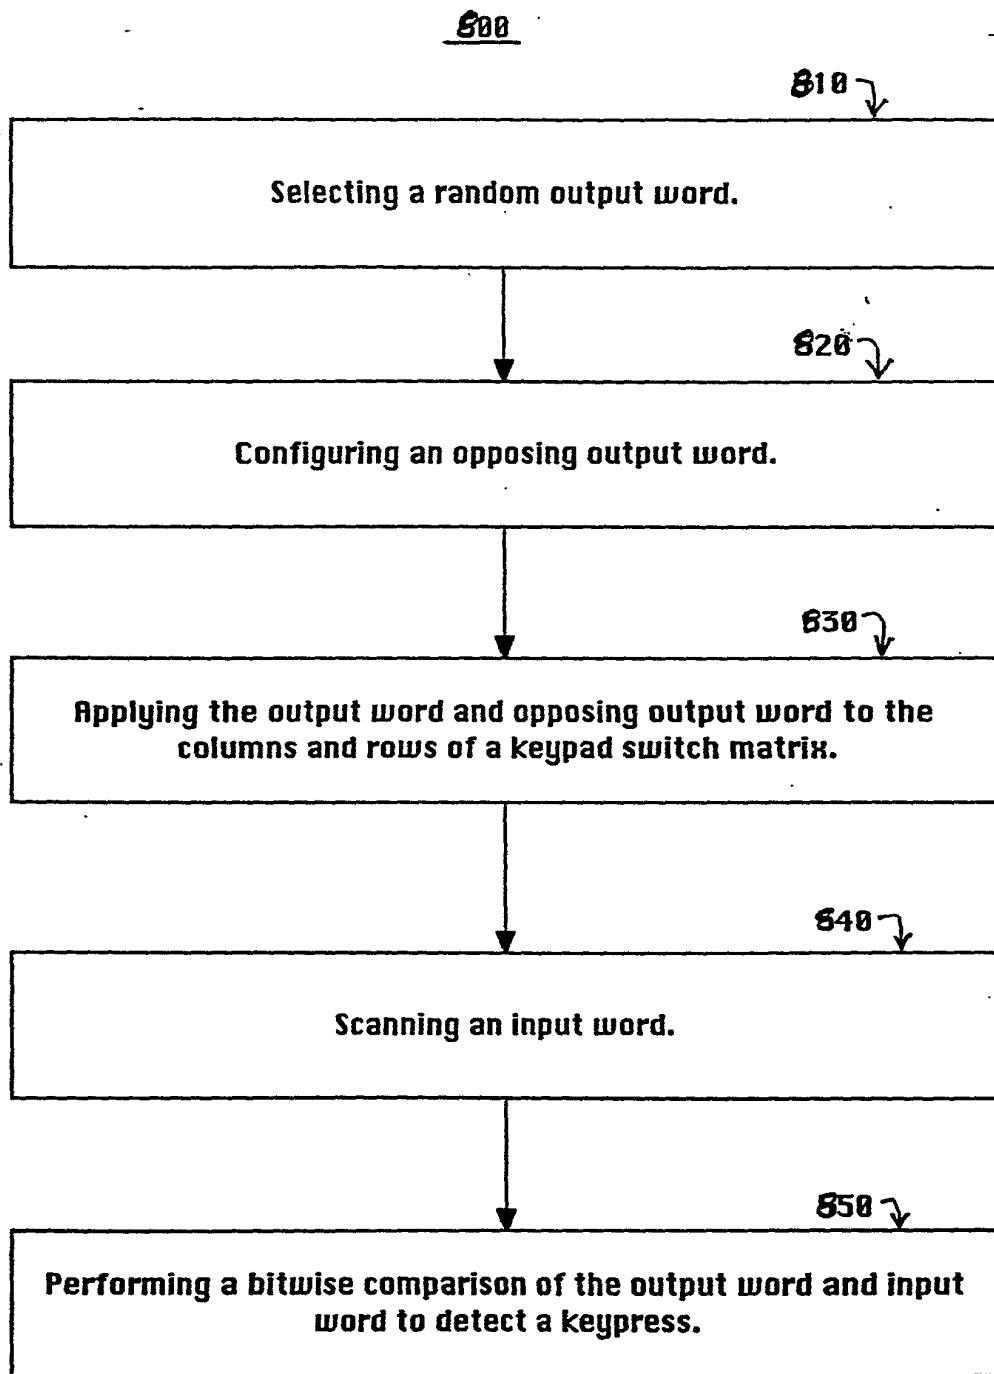 800
810
Selecting a random output word.
820
Configuring an opposing output word.
830
Applying the output word and opposing output word to the
columns and rows of a keypad switch matrix.
840
Scanning an input word.
850
Performing a bitwise comparison of the output word and input
word to detect a keypress.